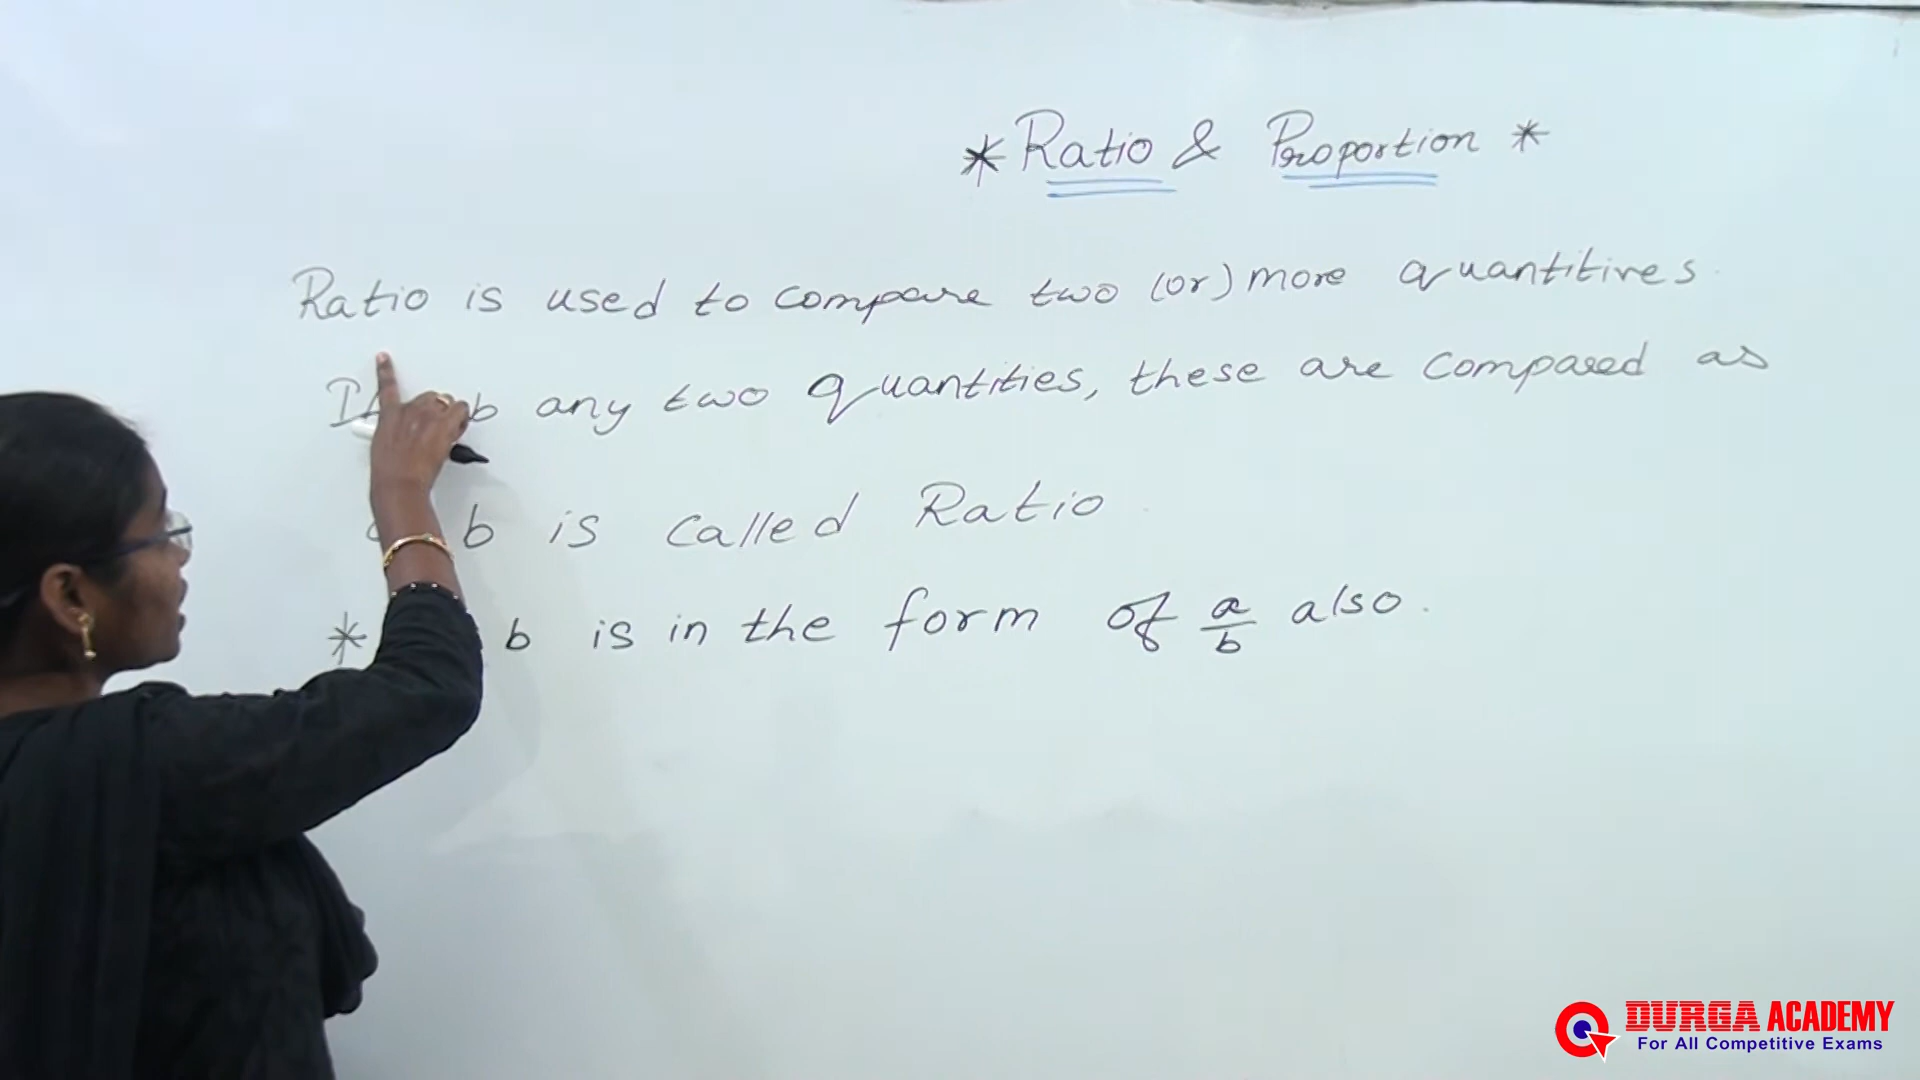 * Ratio & Proportion *
Ratio is used to compare two (or) more quantitives.
If b any two quantities, these are compared as
b is called Ratio.
* b is in the form of a/b also.
DURGA ACADEMY
For All Competitive Exams